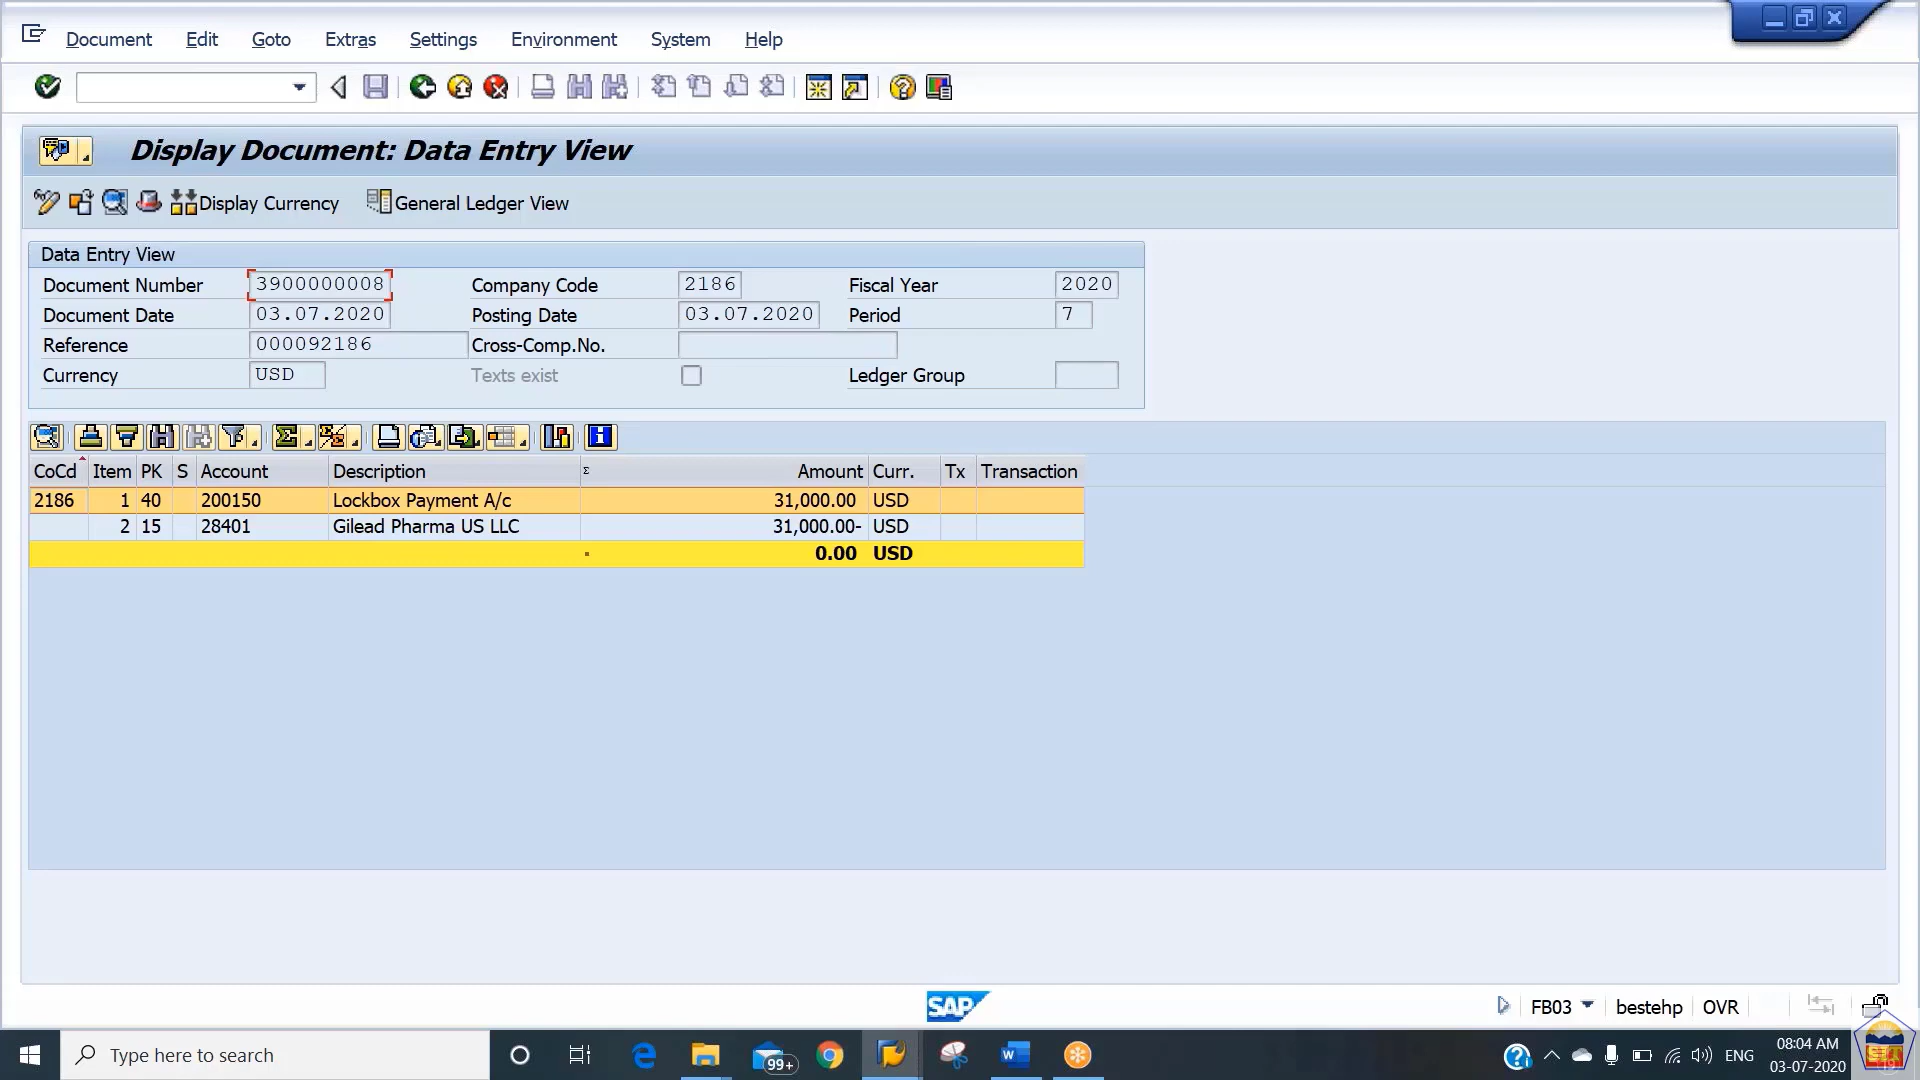 Document Edit Goto Extras Settings Environment System Help
Display Document: Data Entry View
Display Currency General Ledger View
Data Entry View
Document Number 3900000008 Company Code 2186 Fiscal Year 2020
Document Date 03.07.2020 Posting Date 03.07.2020 Period 7
Reference 000092186 Cross-Comp.No.
Currency USD Texts exist Ledger Group
CoCd Item PK S Account Description Σ Amount Curr. Tx Transaction
2186 1 40 200150 Lockbox Payment A/c 31,000.00 USD
2 15 28401 Gilead Pharma US LLC 31,000.00- USD
0.00 USD
SAP FB03 bestehp OVR
Type here to search 99+ ENG 08:04 AM
03-07-2020